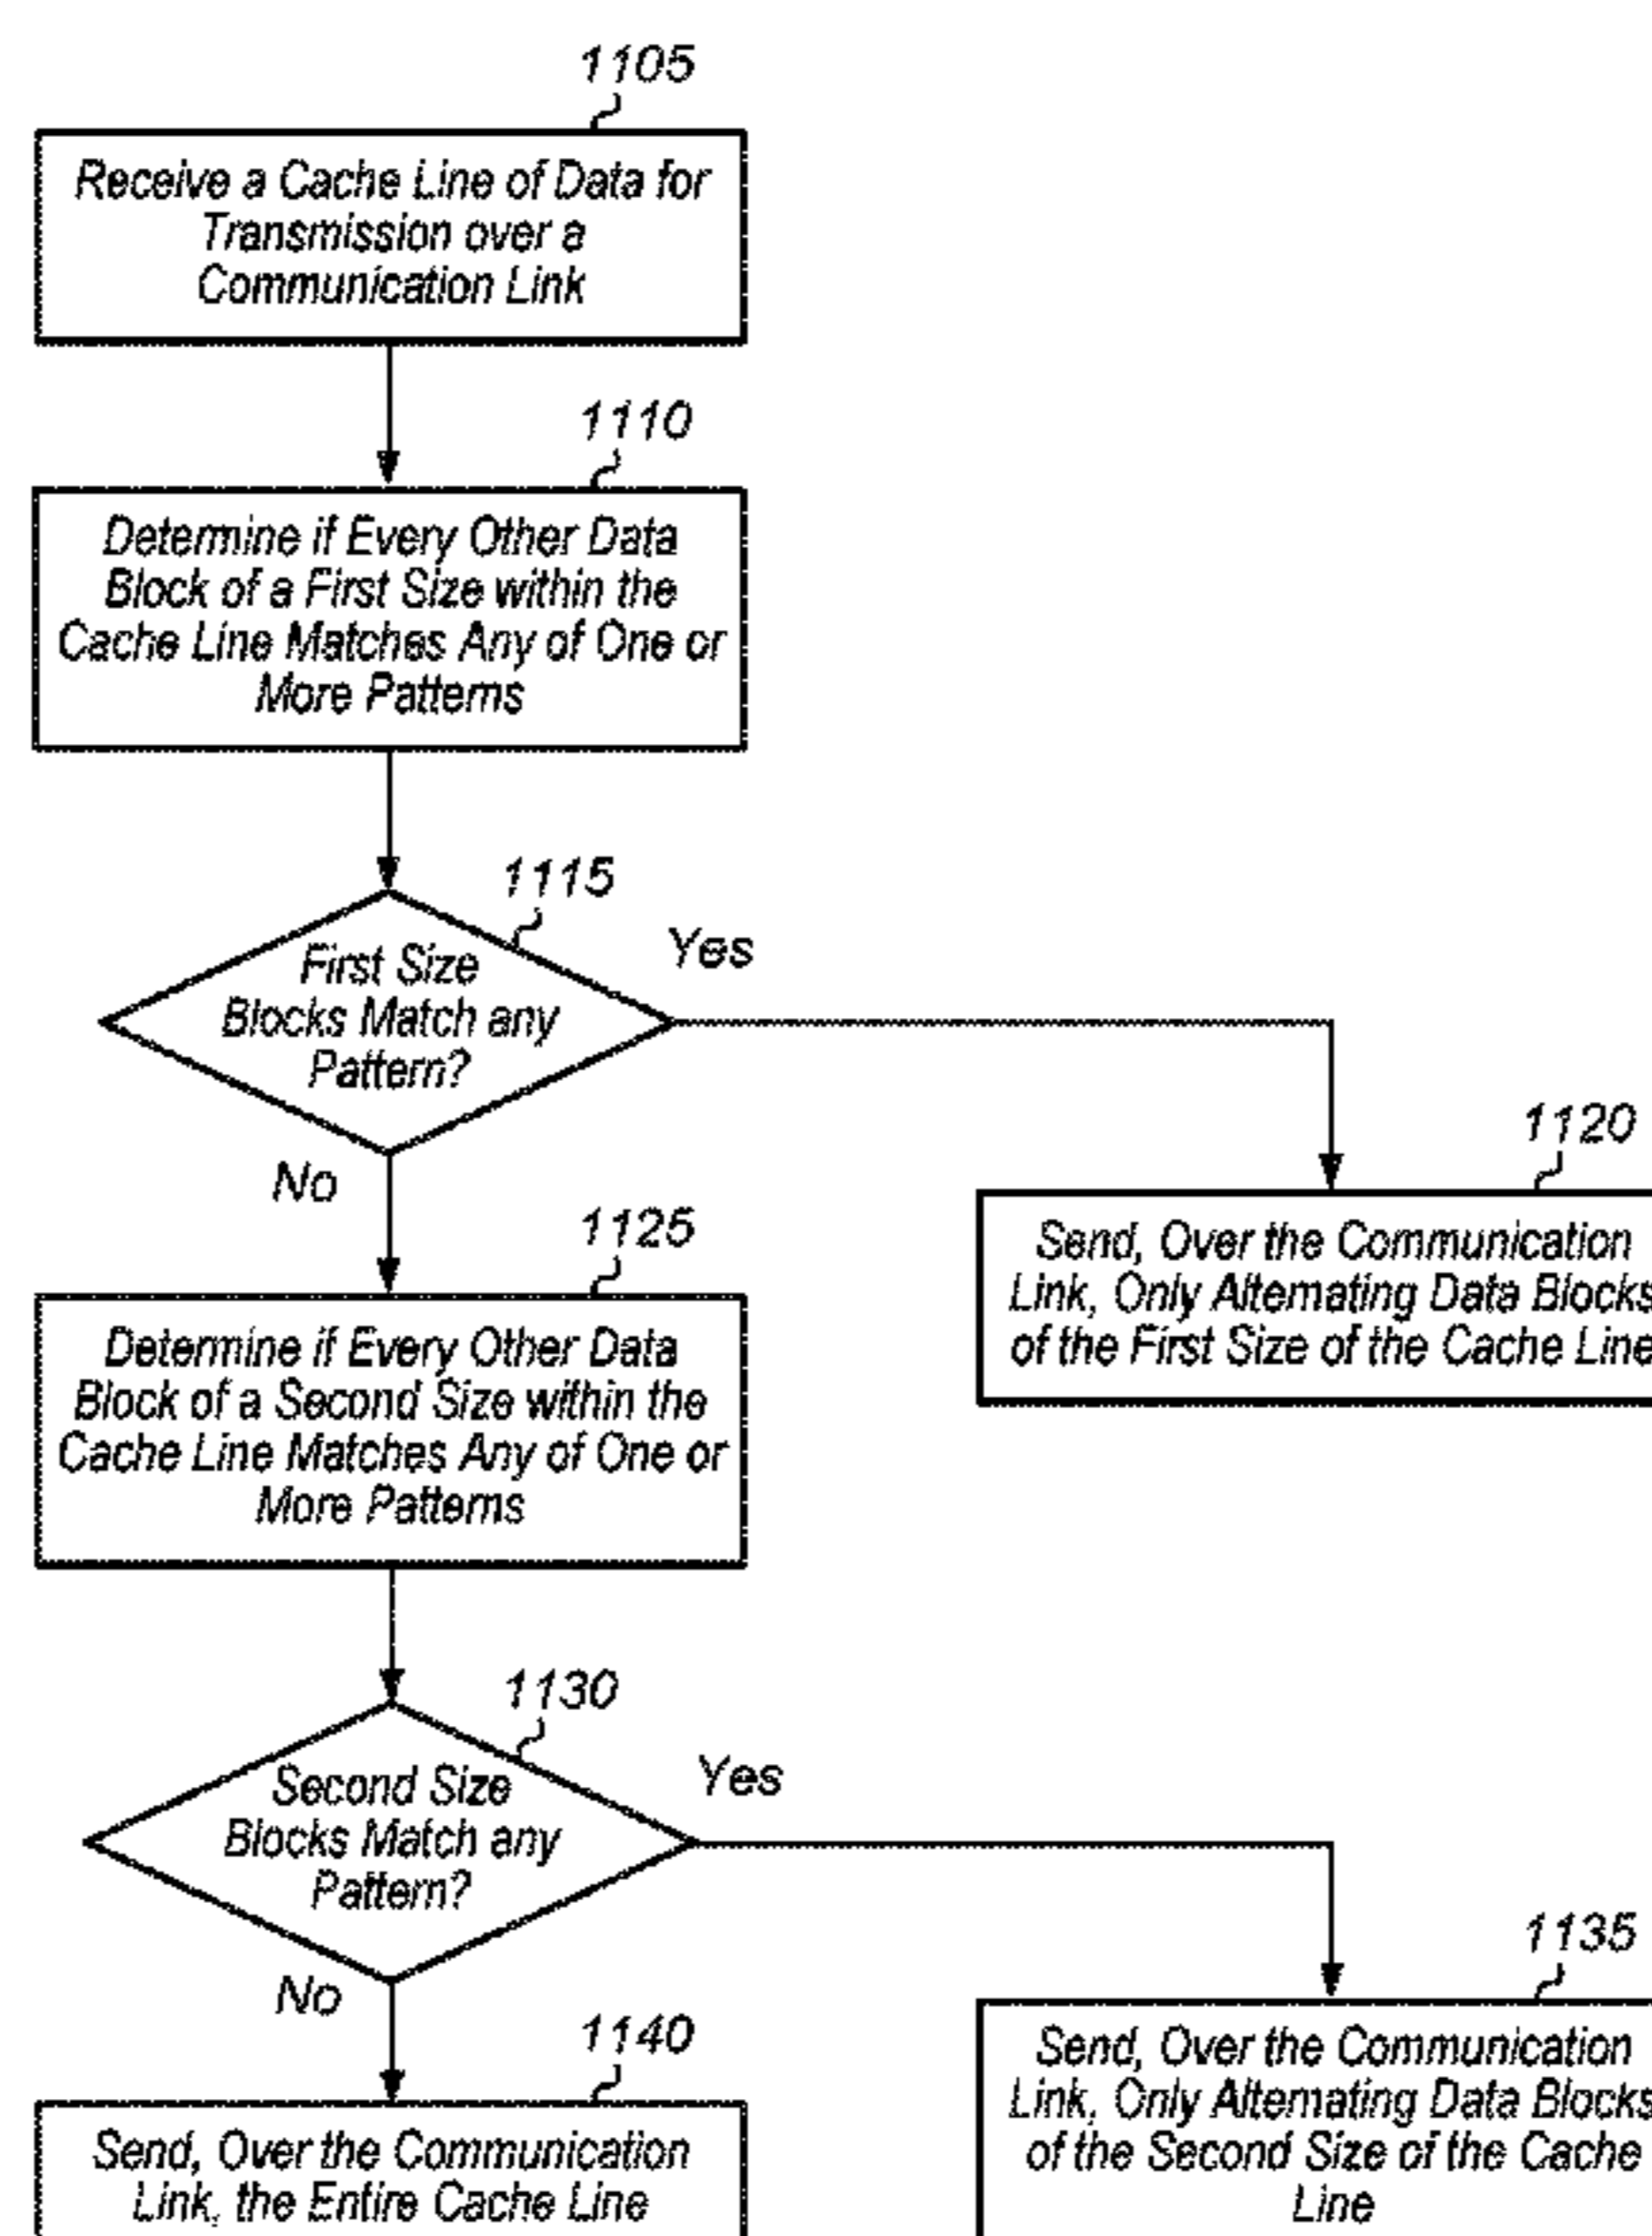 1105
Receive a Cache Line of Data for
Transmission over a
Communication Link
1110
Determine if Every Other Data
Block of a First Size within the
Cache Line Matches Any of One or
More Patterns
1115
First Size
Blocks Match any
Pattern?
Yes
No
1120
Send, Over the Communication
Link, Only Alternating Data Blocks
of the First Size of the Cache Line
1125
Determine if Every Other Data
Block of a Second Size within the
Cache Line Matches Any of One or
More Patterns
1130
Second Size
Blocks Match any
Pattern?
Yes
No
1135
Send, Over the Communication
Link, Only Alternating Data Blocks
of the Second Size of the Cache
Line
1140
Send, Over the Communication
Link, the Entire Cache Line